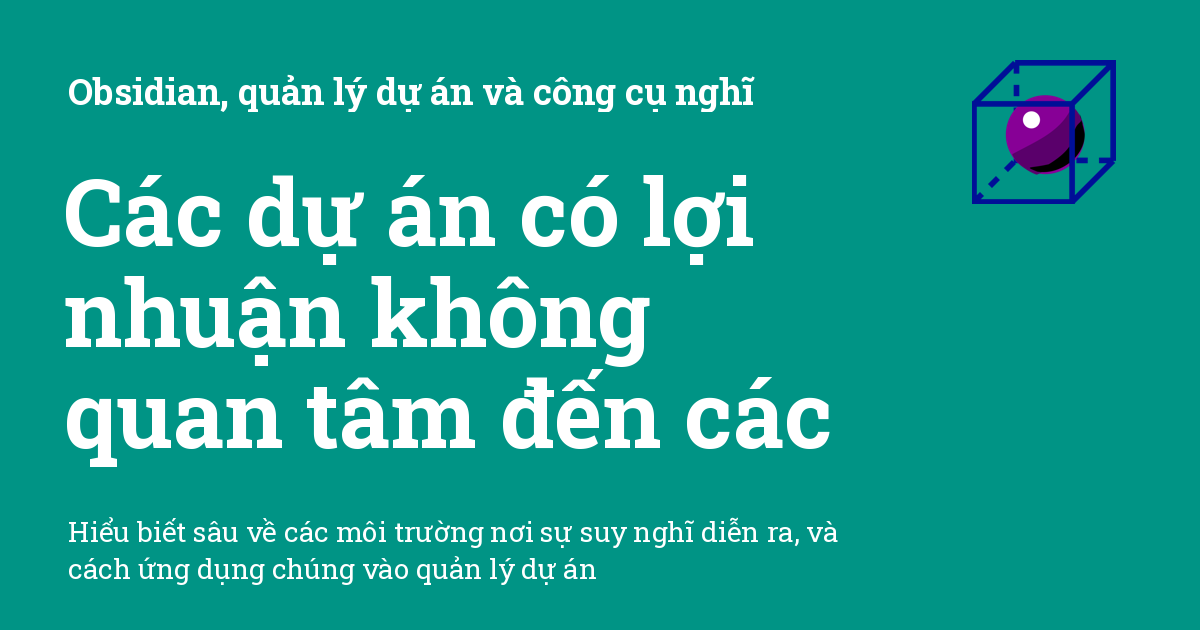 Obsidian, quản lý dự án và công cụ nghĩ
Các dự án có lợi
nhuận không
quan tâm đến các
Hiểu biết sâu về các môi trường nơi sự suy nghĩ diễn ra, và
cách ứng dụng chúng vào quản lý dự án